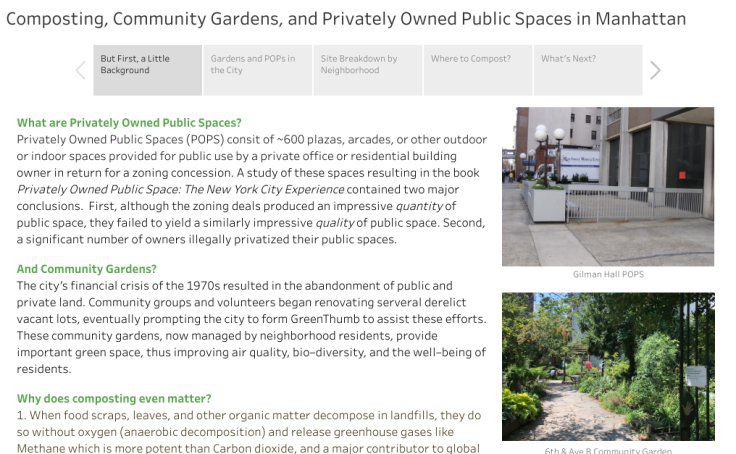 Composting, Community Gardens, and Privately Owned Public Spaces in Manhattan
But First, a Little
Background
Gardens and POPs in
the City
Site Breakdown by
Neighborhood
Where to Compost?
What's Next?
What are Privately Owned Public Spaces?
Privately Owned Public Spaces (POPS) consit of ~600 plazas, arcades, or other outdoor
or indoor spaces provided for public use by a private office or residential building
owner in return for a zoning concession. A study of these spaces resulting in the book
Privately Owned Public Space: The New York City Experience contained two major
conclusions. First, although the zoning deals produced an impressive quantity of
public space, they failed to yield a similarly impressive quality of public space. Second,
a significant number of owners illegally privatized their public spaces.
And Community Gardens?
The city's financial crisis of the 1970s resulted in the abandonment of public and
private land. Community groups and volunteers began renovating serveral derelict
vacant lots, eventually prompting the city to form GreenThumb to assist these efforts.
These community gardens, now managed by neighborhood residents, provide
important green space, thus improving air quality, bio-diversity, and the well-being of
residents.
Why does composting even matter?
1. When food scraps, leaves, and other organic matter decompose in landfills, they do
so without oxygen (anaerobic decomposition) and release greenhouse gases like
Methane which is more potent than Carbon dioxide, and a major contributor to global
Gilman Hall POPS
6th & Ave B Community Garden